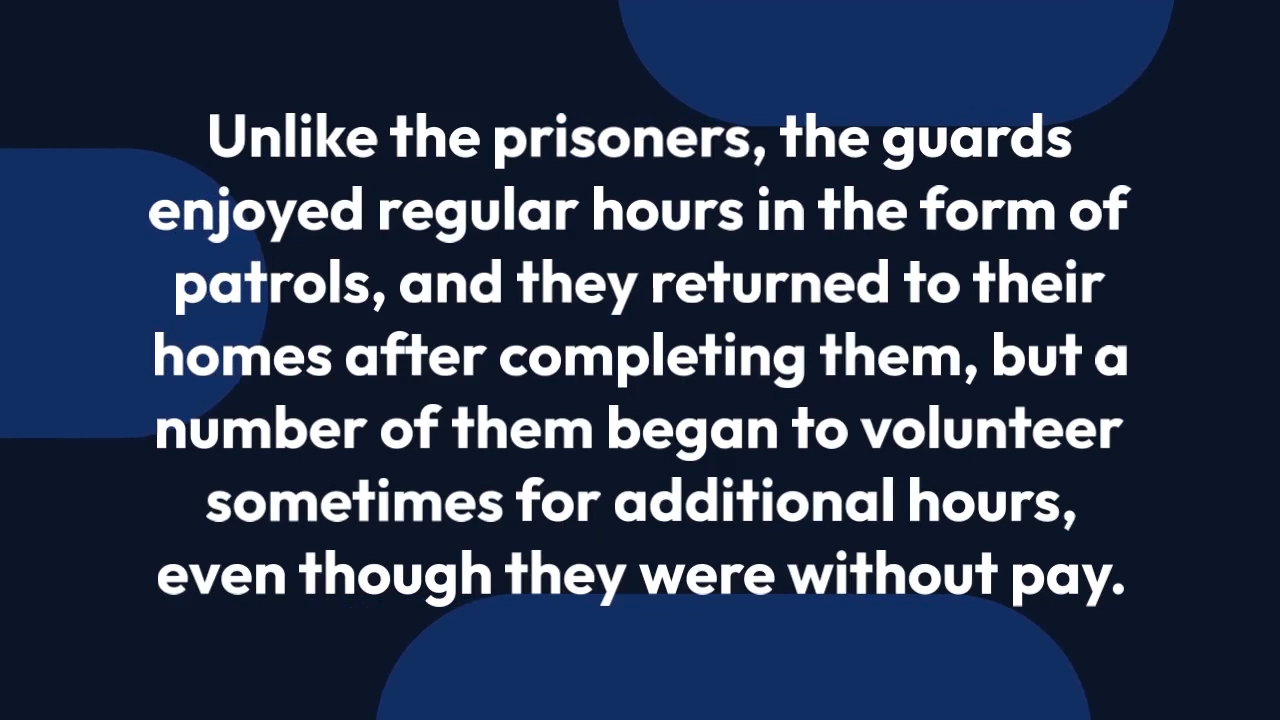 Unlike the prisoners, the guards
enjoyed regular hours in the form of
patrols, and they returned to their
homes after completing them, but a
number of them began to volunteer
sometimes for additional hours,
even though they were without pay.